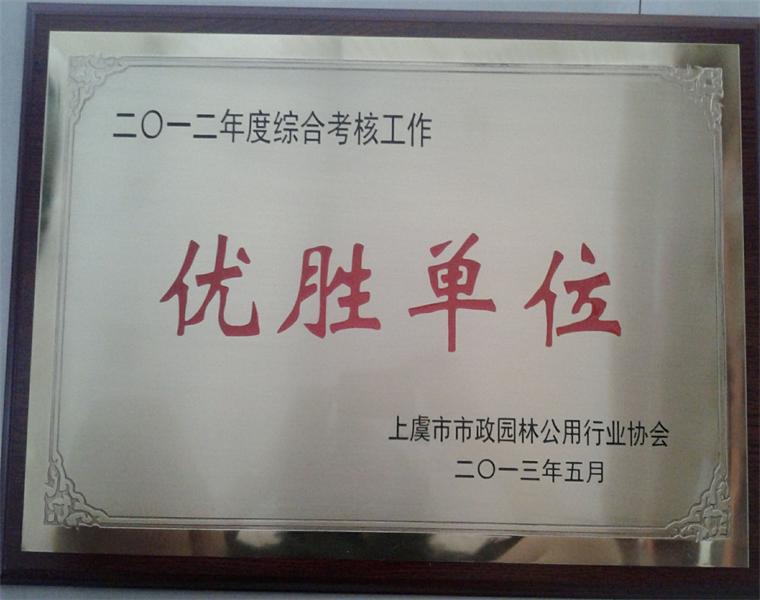 二〇一二年度综合考核工作
优胜单位
上虞市市政园林公用行业协会
二〇一三年五月